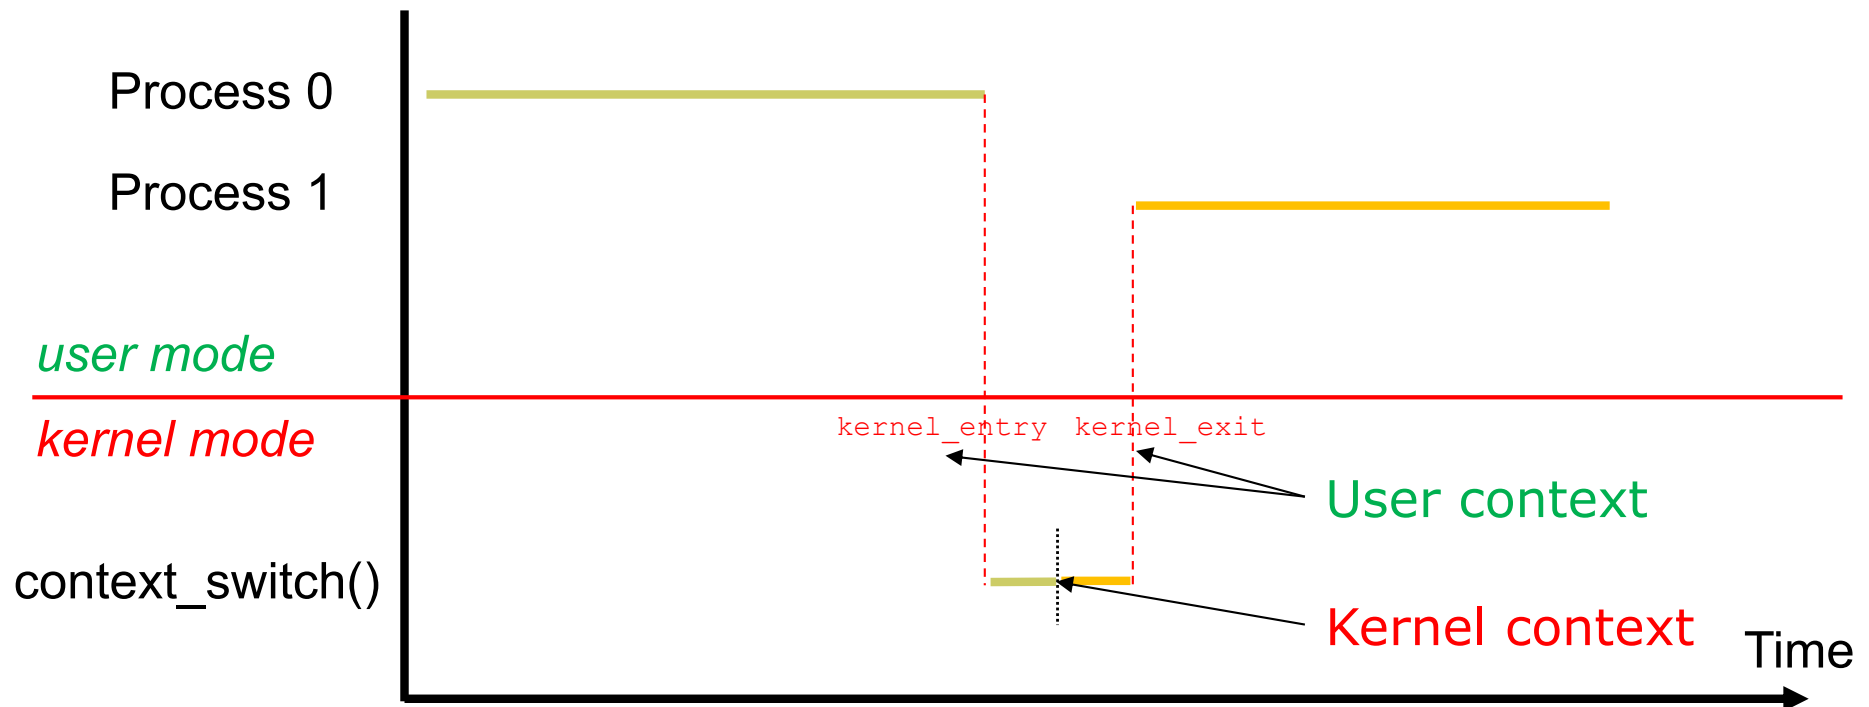 Process 0
Process 1
user mode
kernel mode
kernel_entry kernel_exit
User context
context_switch()
Kernel context
Time